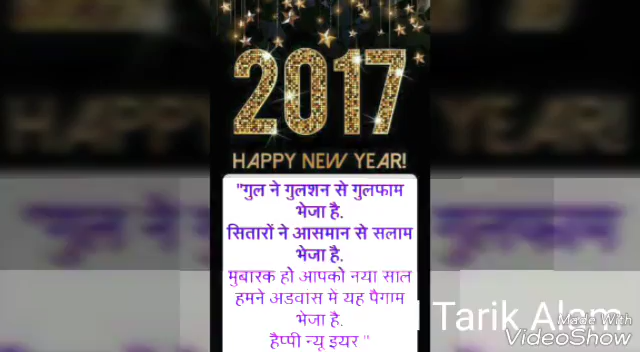 2017
HAPPY NEW YEAR!
"गुल ने गुलशन से गुलफाम
भेजा है.
सितारों ने आसमान से सलाम
भेजा है.
मुबारक हो आपको नया साल
हमने अडवास मे यह पैगाम
भेजा है.
हैप्पी न्यू इयर "
Tarik Alam
Made With
VideoShow